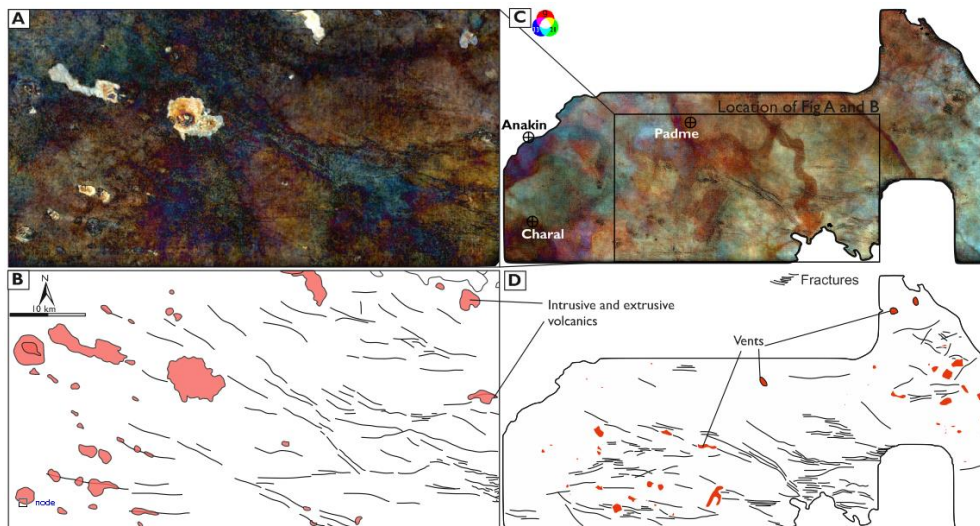 A
C
Location of Fig A and B
Anakin
Padme
Charal
B
N
10 km
Intrusive and extrusive
volcanics
node
D
Fractures
Vents